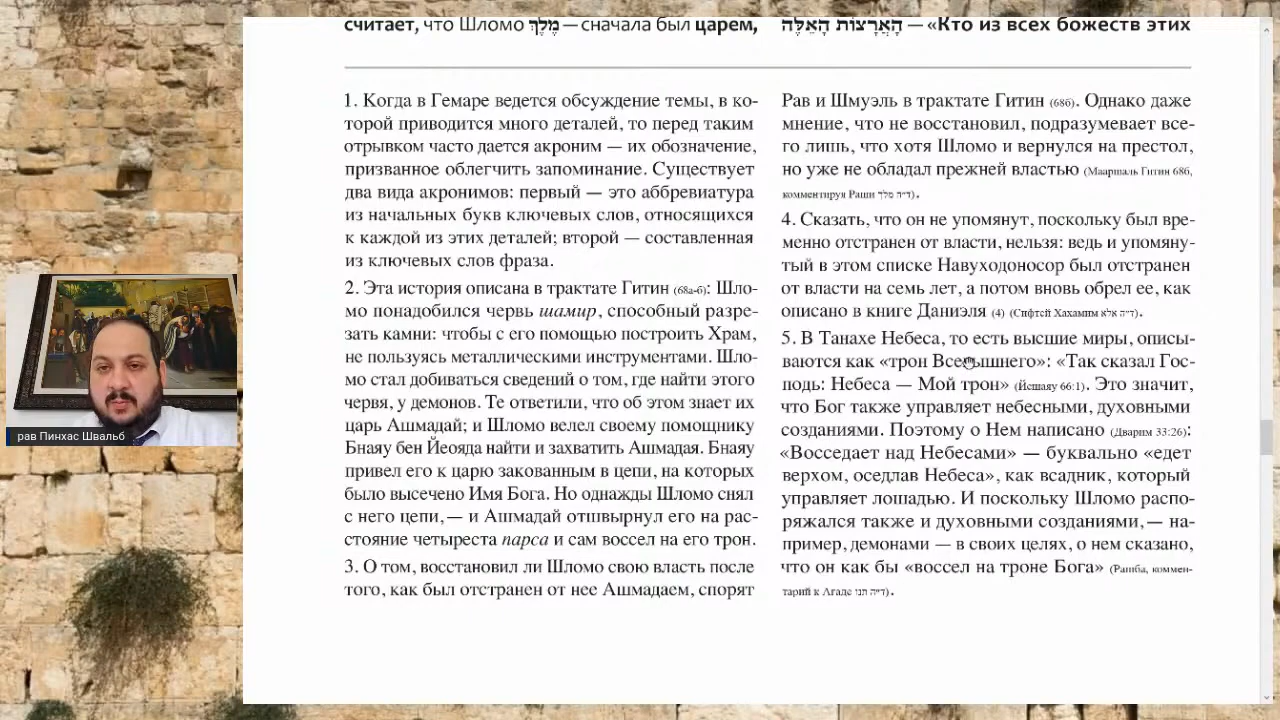 считает, что Шломо מֶלֶךְ — сначала был царем,
1. Когда в Гемаре ведется обсуждение темы, в ко-
торой приводится много деталей, то перед таким
отрывком часто дается акроним — их обозначение,
призванное облегчить запоминание. Существует
два вида акронимов: первый — это аббревиатура
из начальных букв ключевых слов, относящихся
к каждой из этих деталей; второй — составленная
из ключевых слов фраза.
2. Эта история описана в трактате Гитин (68а-б): Шло-
мо понадобился червь шамир, способный разре-
зать камни: чтобы с его помощью построить Храм,
не пользуясь металлическими инструментами. Шло-
мо стал добиваться сведений о том, где найти этого
червя, у демонов. Те ответили, что об этом знает их
царь Ашмадай; и Шломо велел своему помощнику
Бнаяу бен Йеояда найти и захватить Ашмадая. Бнаяу
привел его к царю закованным в цепи, на которых
было высечено Имя Бога. Но однажды Шломо снял
с него цепи,— и Ашмадай отшвырнул его на рас-
стояние четыреста парса и сам воссел на его трон.
3. О том, восстановил ли Шломо свою власть после
того, как был отстранен от нее Ашмадаем, спорят
הָאֲרָצוֹת הָאֵלֶּה — «Кто из всех божеств этих
Рав и Шмуэль в трактате Гитин (68б). Однако даже
мнение, что не восстановил, подразумевает все-
го лишь, что хотя Шломо и вернулся на престол,
но уже не обладал прежней властью (Мааршаль Гитин 68б,
комментируя Раши ד״ה מלך).
4. Сказать, что он не упомянут, поскольку был вре-
менно отстранен от власти, нельзя: ведь и упомяну-
тый в этом списке Навуходоносор был отстранен
от власти на семь лет, а потом вновь обрел ее, как
описано в книге Даниэля (4) (Сифтей Хахамим ד״ה אלא).
5. В Танахе Небеса, то есть высшие миры, описы-
ваются как «трон Всевышнего»: «Так сказал Гос-
подь: Небеса — Мой трон» (Йешаяу 66:1). Это значит,
что Бог также управляет небесными, духовными
созданиями. Поэтому о Нем написано (Дварим 33:26):
«Восседает над Небесами» — буквально «едет
верхом, оседлав Небеса», как всадник, который
управляет лошадью. И поскольку Шломо распо-
ряжался также и духовными созданиями,— на-
пример, демонами — в своих целях, о нем сказано,
что он как бы «воссел на троне Бога» (Рашба, коммен-
тарий к Агаде ד״ה תנו).
рав Пинхас Швальб